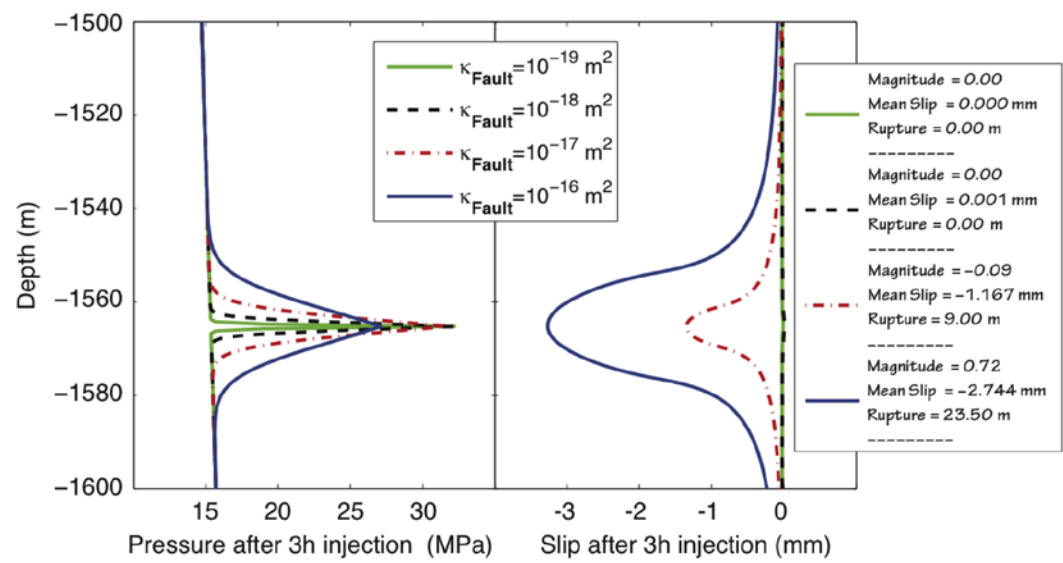 −1500
−1520
−1540
−1560
−1580
−1600
Depth (m)
κFault=10−19 m2
κFault=10−18 m2
κFault=10−17 m2
κFault=10−16 m2
15 20 25 30
Pressure after 3h injection (MPa)
-3 -2 -1 0
Slip after 3h injection (mm)
Magnitude = 0.00
Mean Slip = 0.000 mm
Rupture = 0.00 m
---------
Magnitude = 0.00
Mean Slip = 0.001 mm
Rupture = 0.00 m
---------
Magnitude = -0.09
Mean Slip = -1.167 mm
Rupture = 9.00 m
---------
Magnitude = 0.72
Mean Slip = -2.744 mm
Rupture = 23.50 m
---------